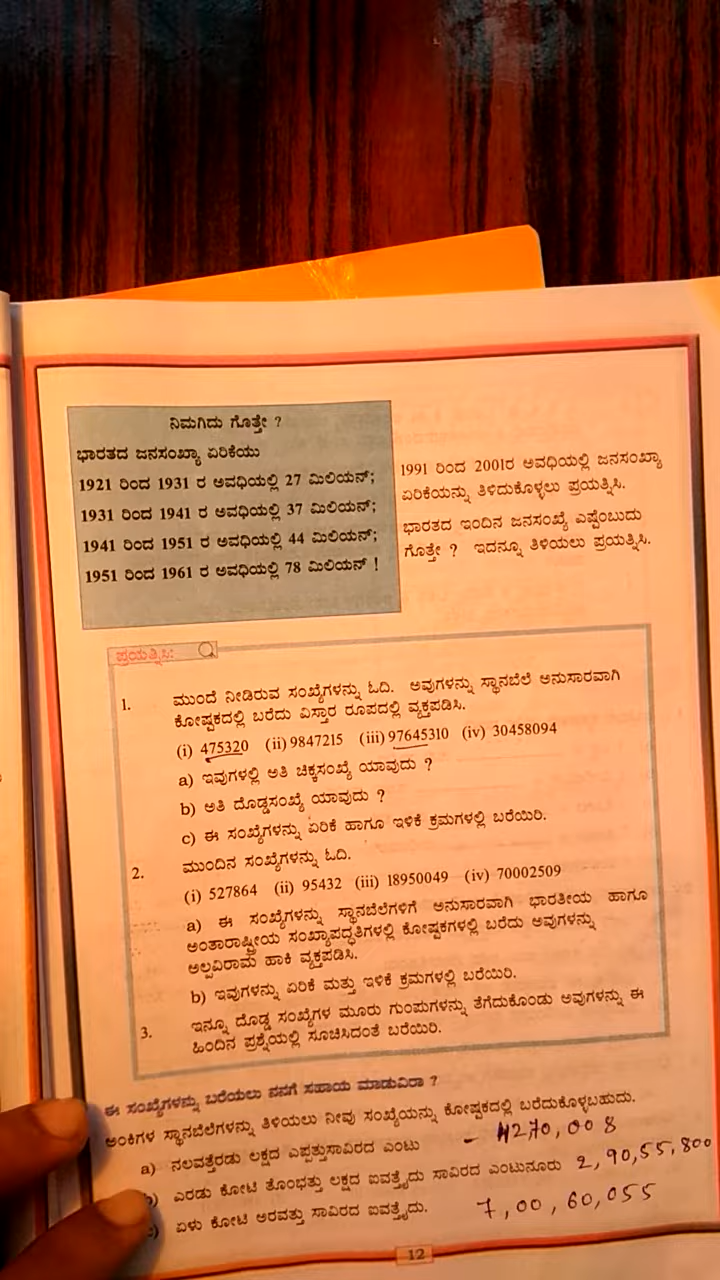 ನಿಮಗಿದು ಗೊತ್ತೇ ?
ಭಾರತದ ಜನಸಂಖ್ಯಾ ಏರಿಕೆಯು
1921 ರಿಂದ 1931 ರ ಅವಧಿಯಲ್ಲಿ 27 ಮಿಲಿಯನ್;
1931 ರಿಂದ 1941 ರ ಅವಧಿಯಲ್ಲಿ 37 ಮಿಲಿಯನ್;
1941 ರಿಂದ 1951 ರ ಅವಧಿಯಲ್ಲಿ 44 ಮಿಲಿಯನ್;
1951 ರಿಂದ 1961 ರ ಅವಧಿಯಲ್ಲಿ 78 ಮಿಲಿಯನ್ !
1991 ರಿಂದ 2001ರ ಅವಧಿಯಲ್ಲಿ ಜನಸಂಖ್ಯಾ
ಏರಿಕೆಯನ್ನು ತಿಳಿದುಕೊಳ್ಳಲು ಪ್ರಯತ್ನಿಸಿ.
ಭಾರತದ ಇಂದಿನ ಜನಸಂಖ್ಯೆ ಎಷ್ಟೆಂಬುದು
ಗೊತ್ತೇ ? ಇದನ್ನೂ ತಿಳಿಯಲು ಪ್ರಯತ್ನಿಸಿ.
ಪ್ರಯತ್ನಿಸಿ:
1. ಮುಂದೆ ನೀಡಿರುವ ಸಂಖ್ಯೆಗಳನ್ನು ಓದಿ. ಅವುಗಳನ್ನು ಸ್ಥಾನಬೆಲೆ ಅನುಸಾರವಾಗಿ
ಕೋಷ್ಟಕದಲ್ಲಿ ಬರೆದು ವಿಸ್ತಾರ ರೂಪದಲ್ಲಿ ವ್ಯಕ್ತಪಡಿಸಿ.
(i) 475320 (ii) 9847215 (iii) 97645310 (iv) 30458094
a) ಇವುಗಳಲ್ಲಿ ಅತಿ ಚಿಕ್ಕಸಂಖ್ಯೆ ಯಾವುದು ?
b) ಅತಿ ದೊಡ್ಡಸಂಖ್ಯೆ ಯಾವುದು ?
c) ಈ ಸಂಖ್ಯೆಗಳನ್ನು ಏರಿಕೆ ಹಾಗೂ ಇಳಿಕೆ ಕ್ರಮಗಳಲ್ಲಿ ಬರೆಯಿರಿ.
2. ಮುಂದಿನ ಸಂಖ್ಯೆಗಳನ್ನು ಓದಿ.
(i) 527864 (ii) 95432 (iii) 18950049 (iv) 70002509
a) ಈ ಸಂಖ್ಯೆಗಳನ್ನು ಸ್ಥಾನಬೆಲೆಗಳಿಗೆ ಅನುಸಾರವಾಗಿ ಭಾರತೀಯ ಹಾಗೂ
ಅಂತಾರಾಷ್ಟ್ರೀಯ ಸಂಖ್ಯಾಪದ್ಧತಿಗಳಲ್ಲಿ ಕೋಷ್ಟಕಗಳಲ್ಲಿ ಬರೆದು ಅವುಗಳನ್ನು
ಅಲ್ಪವಿರಾಮ ಹಾಕಿ ವ್ಯಕ್ತಪಡಿಸಿ.
b) ಇವುಗಳನ್ನು ಏರಿಕೆ ಮತ್ತು ಇಳಿಕೆ ಕ್ರಮಗಳಲ್ಲಿ ಬರೆಯಿರಿ.
3. ಇನ್ನೂ ದೊಡ್ಡ ಸಂಖ್ಯೆಗಳ ಮೂರು ಗುಂಪುಗಳನ್ನು ತೆಗೆದುಕೊಂಡು ಅವುಗಳನ್ನು ಈ
ಹಿಂದಿನ ಪ್ರಶ್ನೆಯಲ್ಲಿ ಸೂಚಿಸಿದಂತೆ ಬರೆಯಿರಿ.
ಈ ಸಂಖ್ಯೆಗಳನ್ನು ಬರೆಯಲು ನನಗೆ ಸಹಾಯ ಮಾಡುವಿರಾ ?
ಅಂಕಿಗಳ ಸ್ಥಾನಬೆಲೆಗಳನ್ನು ತಿಳಿಯಲು ನೀವು ಸಂಖ್ಯೆಯನ್ನು ಕೋಷ್ಟಕದಲ್ಲಿ ಬರೆದುಕೊಳ್ಳಬಹುದು.
a) ನಲವತ್ತೆರಡು ಲಕ್ಷದ ಎಪ್ಪತ್ತುಸಾವಿರದ ಎಂಟು - 4270,008
b) ಎರಡು ಕೋಟಿ ತೊಂಭತ್ತು ಲಕ್ಷದ ಐವತ್ತೈದು ಸಾವಿರದ ಎಂಟುನೂರು 2,90,55,800
ಏಳು ಕೋಟಿ ಅರವತ್ತು ಸಾವಿರದ ಐವತ್ತೈದು. 7,00,60,055
12